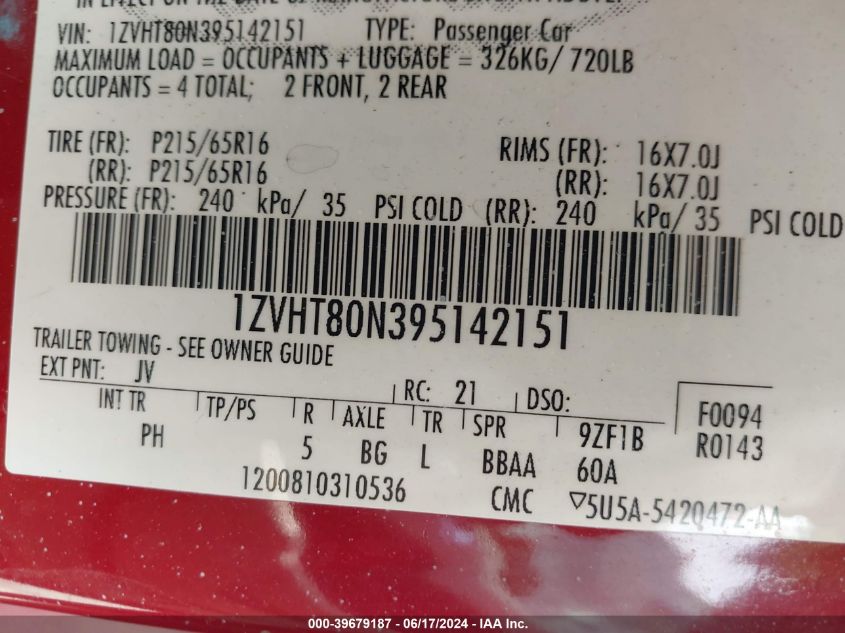 VIN: 1ZVHT80N395142151 TYPE: Passenger Car
MAXIMUM LOAD = OCCUPANTS + LUGGAGE = 326KG/ 720LB
OCCUPANTS = 4 TOTAL; 2 FRONT, 2 REAR
TIRE (FR): P215/65R16 RIMS (FR): 16X7.0J
(RR): P215/65R16 (RR): 16X7.0J
PRESSURE (FR): 240 kPa/ 35 PSI COLD (RR): 240 kPa/ 35 PSI COLD
1ZVHT80N395142151
TRAILER TOWING - SEE OWNER GUIDE
EXT PNT: JV RC: 21 DSO:
INT TR TP/PS R AXLE TR SPR 9ZF1B F0094
PH 5 BG L BBAA 60A R0143
1200810310536 CMC ▽5U5A-5420472-AA
000-39679187 - 06/17/2024 - IAA Inc.